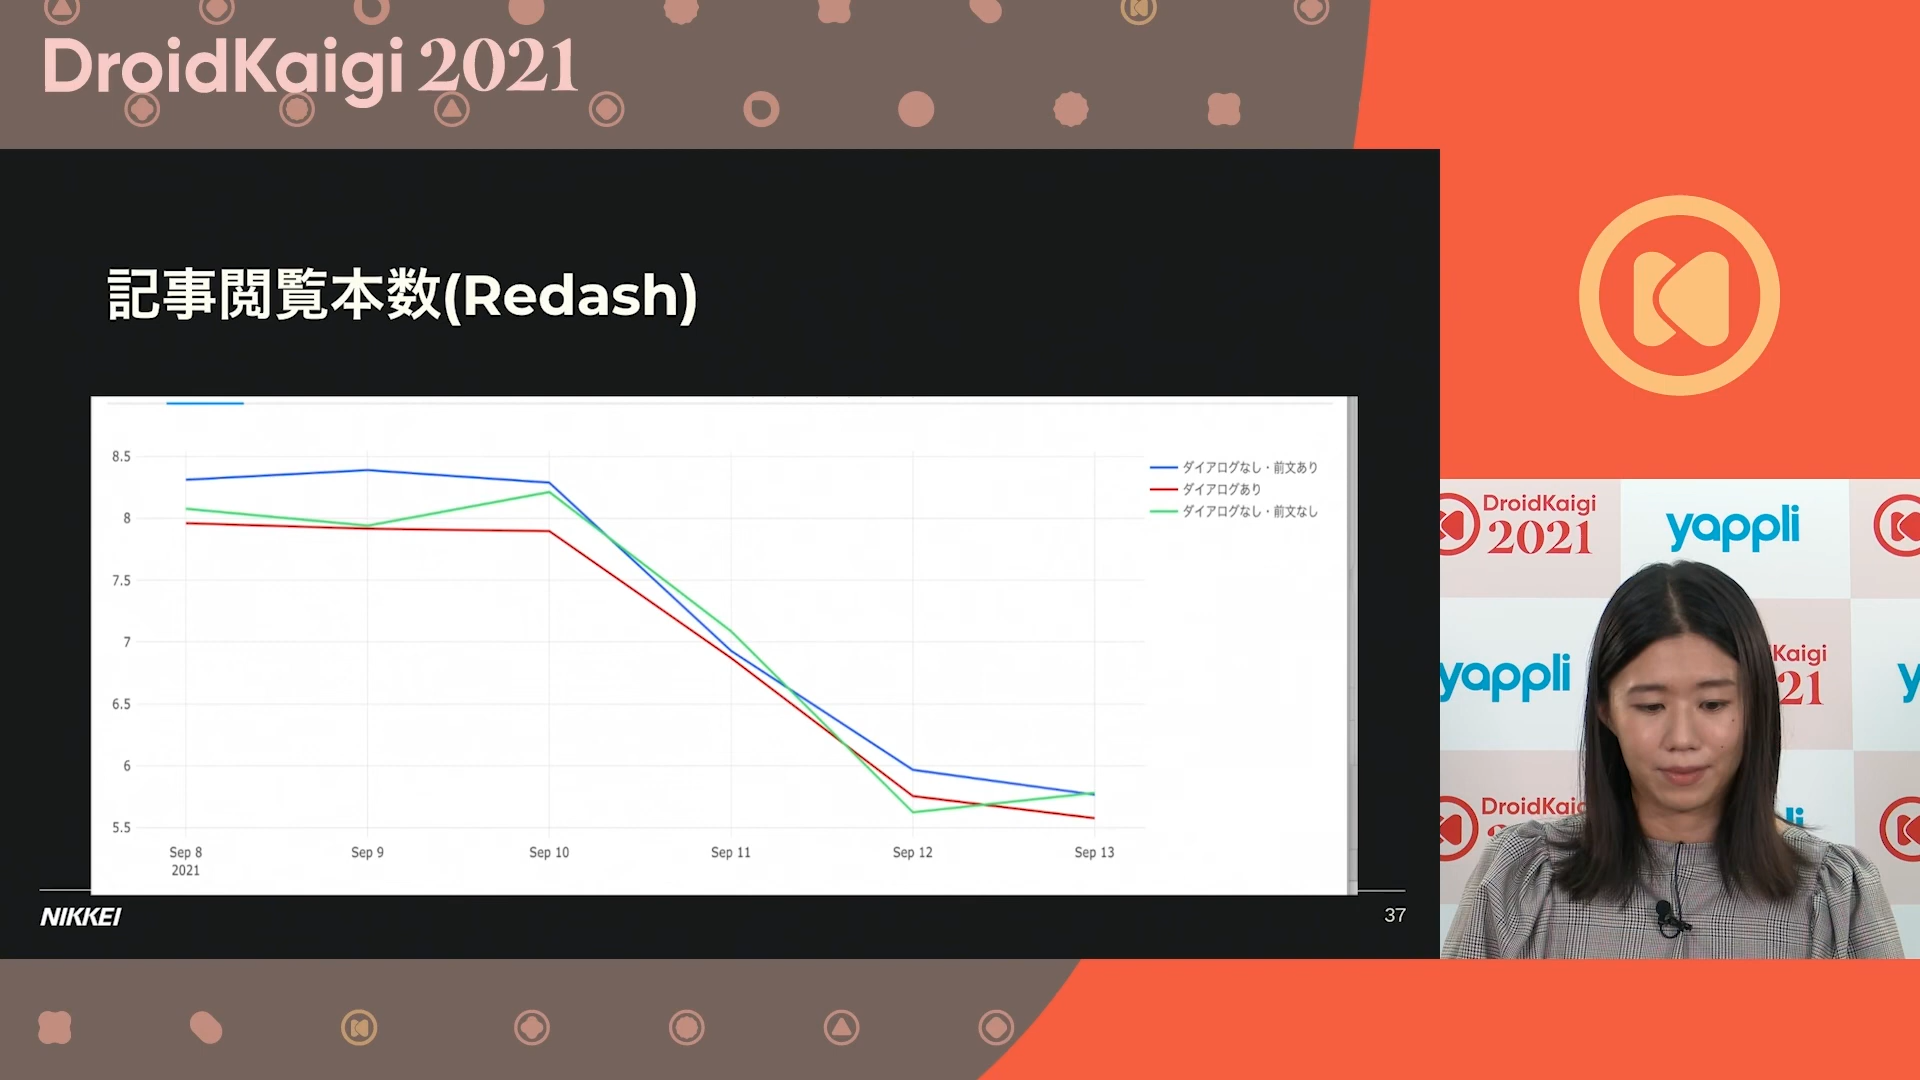 DroidKaigi 2021
記事閲覧本数(Redash)
8.5
8
7.5
7
6.5
6
5.5
Sep 8
2021
Sep 9
Sep 10
Sep 11
Sep 12
Sep 13
ダイアログなし・前文あり
ダイアログあり
ダイアログなし・前文なし
NIKKEI
37
DroidKaigi
2021
yappli
yappli
Kaigi
21
DroidKaig
li